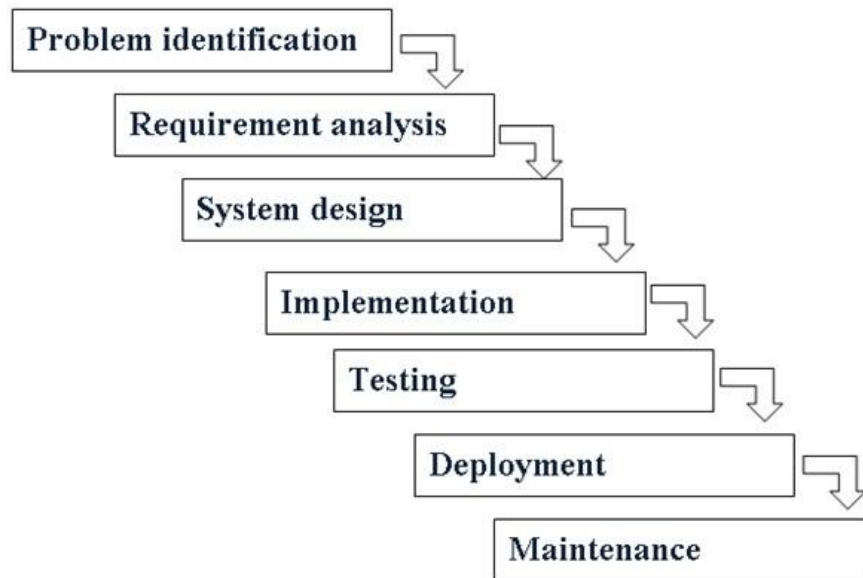 Problem identification
Requirement analysis
System design
Implementation
Testing
Deployment
Maintenance